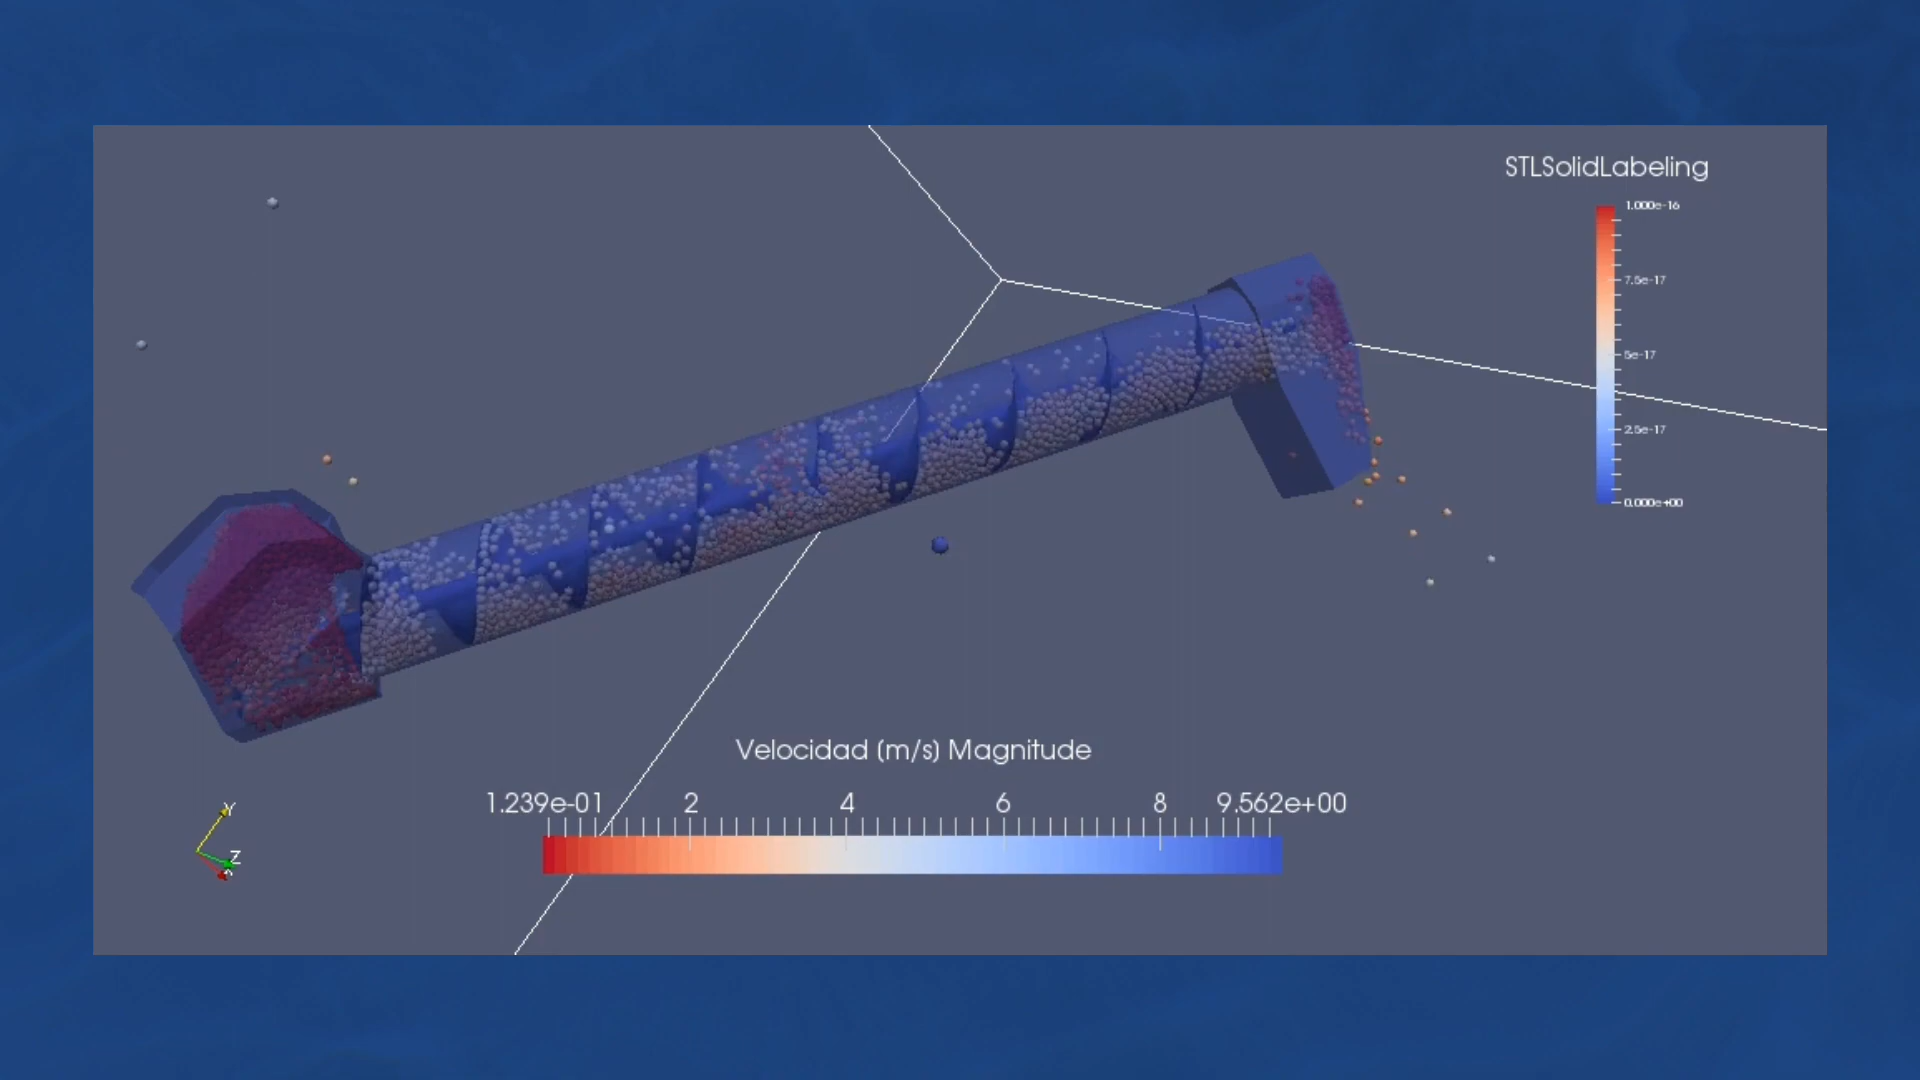 STLSolidLabeling
1.000e-16
7.5e-17
5e-17
2.5e-17
0.000e+00
Velocidad (m/s) Magnitude
1.239e-01 2 4 6 8 9.562e+00
Y
Z
X